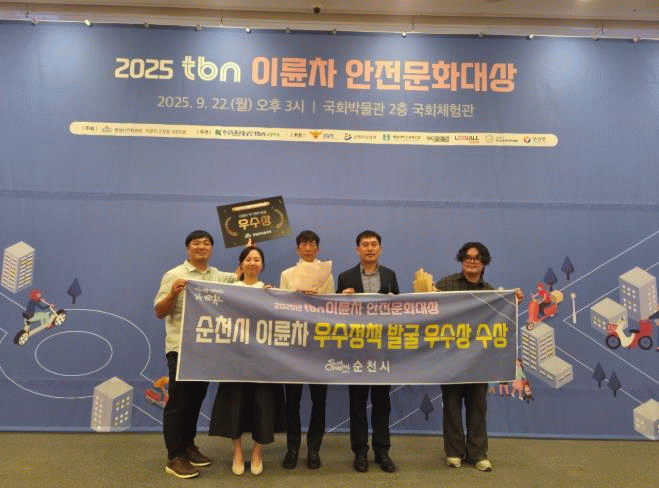 2025 tbn 이륜차 안전문화대상
2025. 9. 22.(월) 오후 3시 | 국회박물관 2층 국회체험관
우수상
2025년 tbn 이륜차 안전문화대상
순천시 이륜차 우수정책 발굴 우수상 수상
순천시